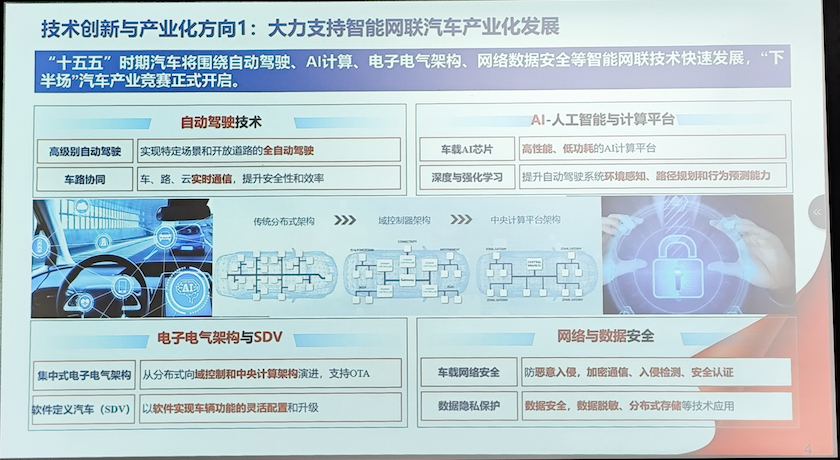 技术创新与产业化方向1：大力支持智能网联汽车产业化发展
“十五五”时期汽车将围绕自动驾驶、AI计算、电子电气架构、网络数据安全等智能网联技术快速发展，“下
半场”汽车产业竞赛正式开启。
自动驾驶技术
高级别自动驾驶 实现特定场景和开放道路的全自动驾驶
车路协同 车、路、云实时通信，提升安全性和效率
AI-人工智能与计算平台
车载AI芯片 高性能、低功耗的AI计算平台
深度与强化学习 提升自动驾驶系统环境感知、路径规划和行为预测能力
传统分布式架构 >>> 域控制器架构 >>> 中央计算平台架构
AI
电子电气架构与SDV
集中式电子电气架构 从分布式向域控制和中央计算架构演进，支持OTA
软件定义汽车（SDV） 以软件实现车辆功能的灵活配置和升级
网络与数据安全
车载网络安全 防恶意入侵，加密通信、入侵检测、安全认证
数据隐私保护 数据安全，数据脱敏、分布式存储等技术应用
4